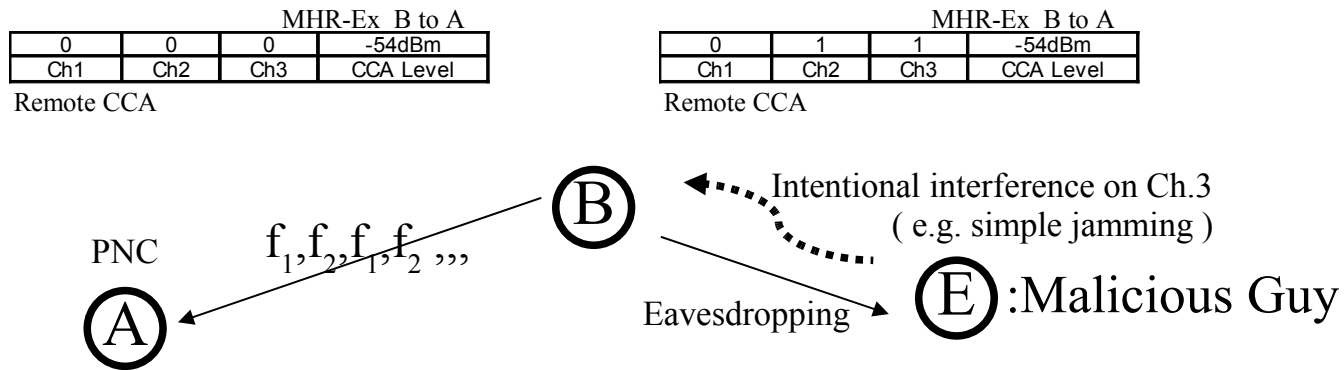 MHR-Ex B to A
0 0 0 -54dBm
Ch1 Ch2 Ch3 CCA Level
Remote CCA
MHR-Ex B to A
0 1 1 -54dBm
Ch1 Ch2 Ch3 CCA Level
Remote CCA
B
Intentional interference on Ch.3
( e.g. simple jamming )
PNC
f1,f2,f1,f2 ,,,
A
Eavesdropping
E :Malicious Guy